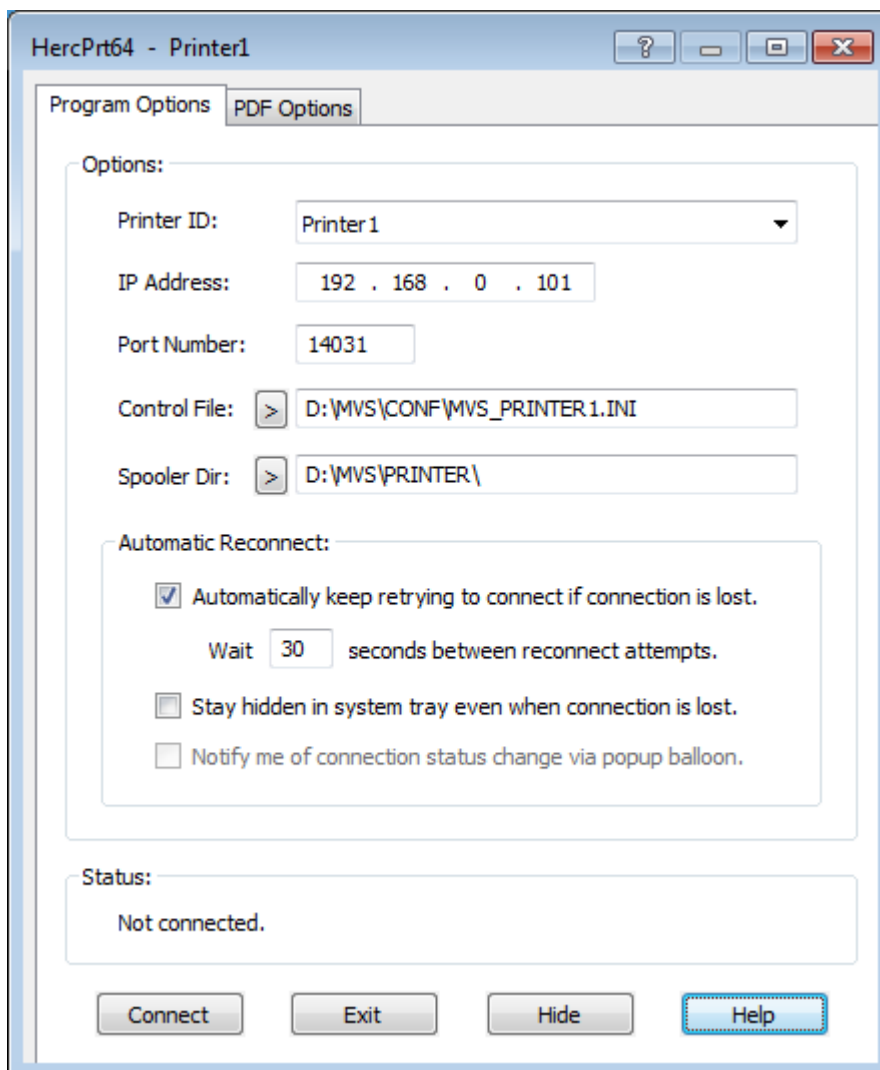 HercPrt64 - Printer1
?
Program Options PDF Options
Options:
Printer ID: Printer1
IP Address: 192 . 168 . 0 . 101
Port Number: 14031
Control File: > D:\MVS\CONF\MVS_PRINTER1.INI
Spooler Dir: > D:\MVS\PRINTER\
Automatic Reconnect:
Automatically keep retrying to connect if connection is lost.
Wait 30 seconds between reconnect attempts.
Stay hidden in system tray even when connection is lost.
Notify me of connection status change via popup balloon.
Status:
Not connected.
Connect Exit Hide Help